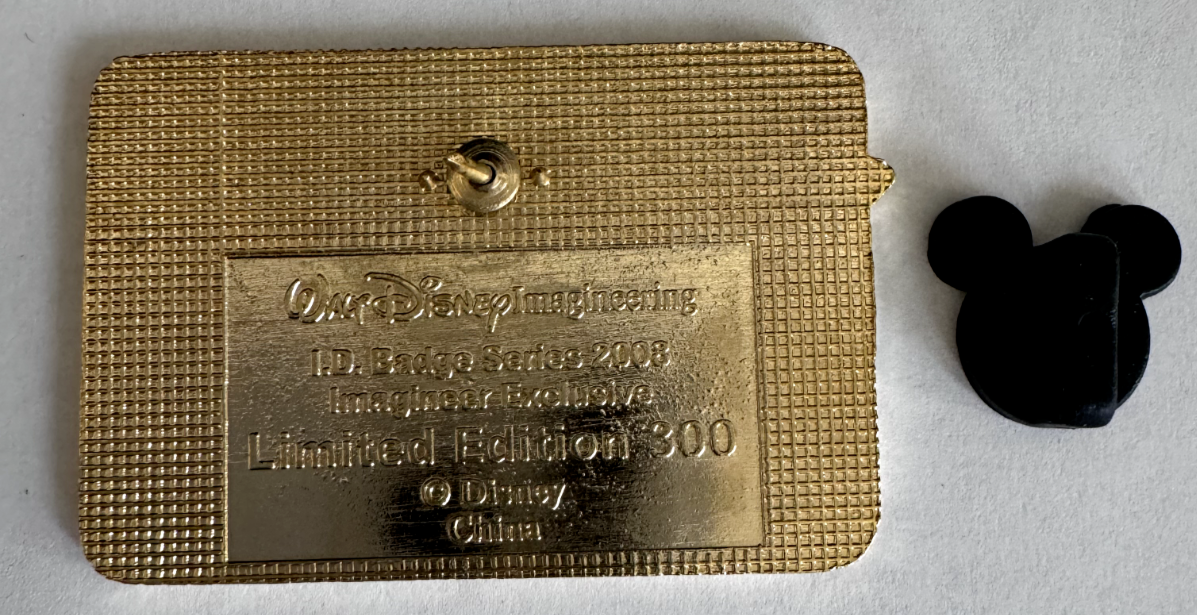 Walt Disney Imagineering
I.D. Badge Series 2008
Imagineer Exclusive
Limited Edition 300
© Disney
China